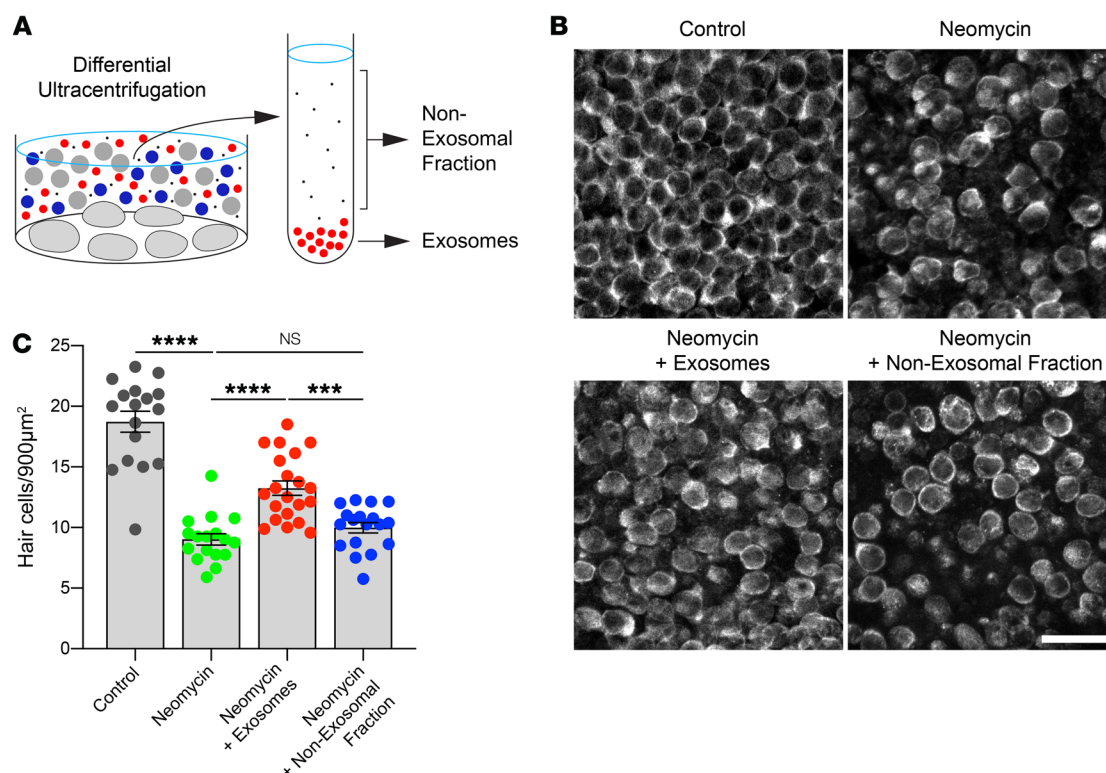 A
Differential
Ultracentrifugation
Non-
Exosomal
Fraction
Exosomes
B
Control
Neomycin
Neomycin
+ Exosomes
Neomycin
+ Non-Exosomal Fraction
C
Hair cells/900µm²
25
20
15
10
5
0
****
NS
****
***
Control
Neomycin
Neomycin
+ Exosomes
Neomycin
+ Non-Exosomal
Fraction